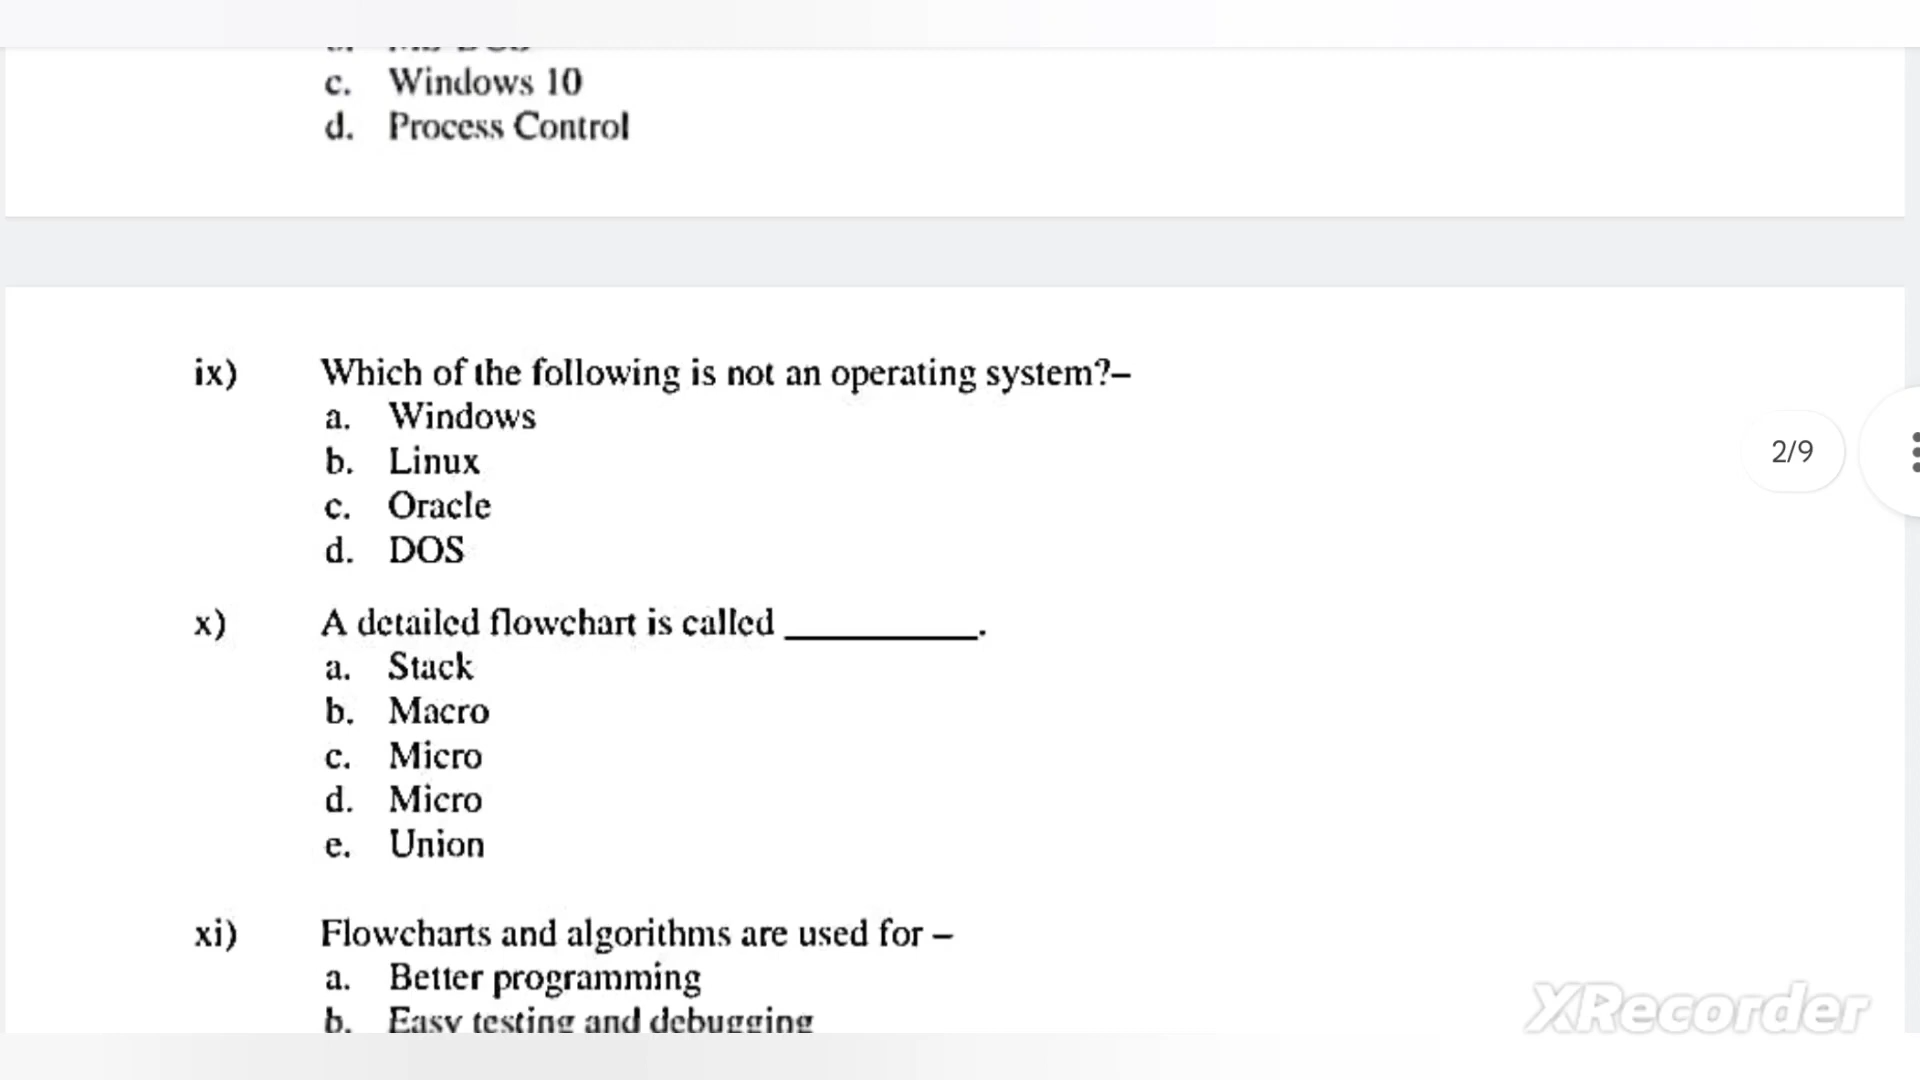 c. Windows 10
d. Process Control
ix) Which of the following is not an operating system?–
a. Windows
b. Linux
c. Oracle
d. DOS
2/9
x) A detailed flowchart is called __________.
a. Stack
b. Macro
c. Micro
d. Micro
e. Union
xi) Flowcharts and algorithms are used for –
a. Better programming
b. Easy testing and debugging
XRecorder